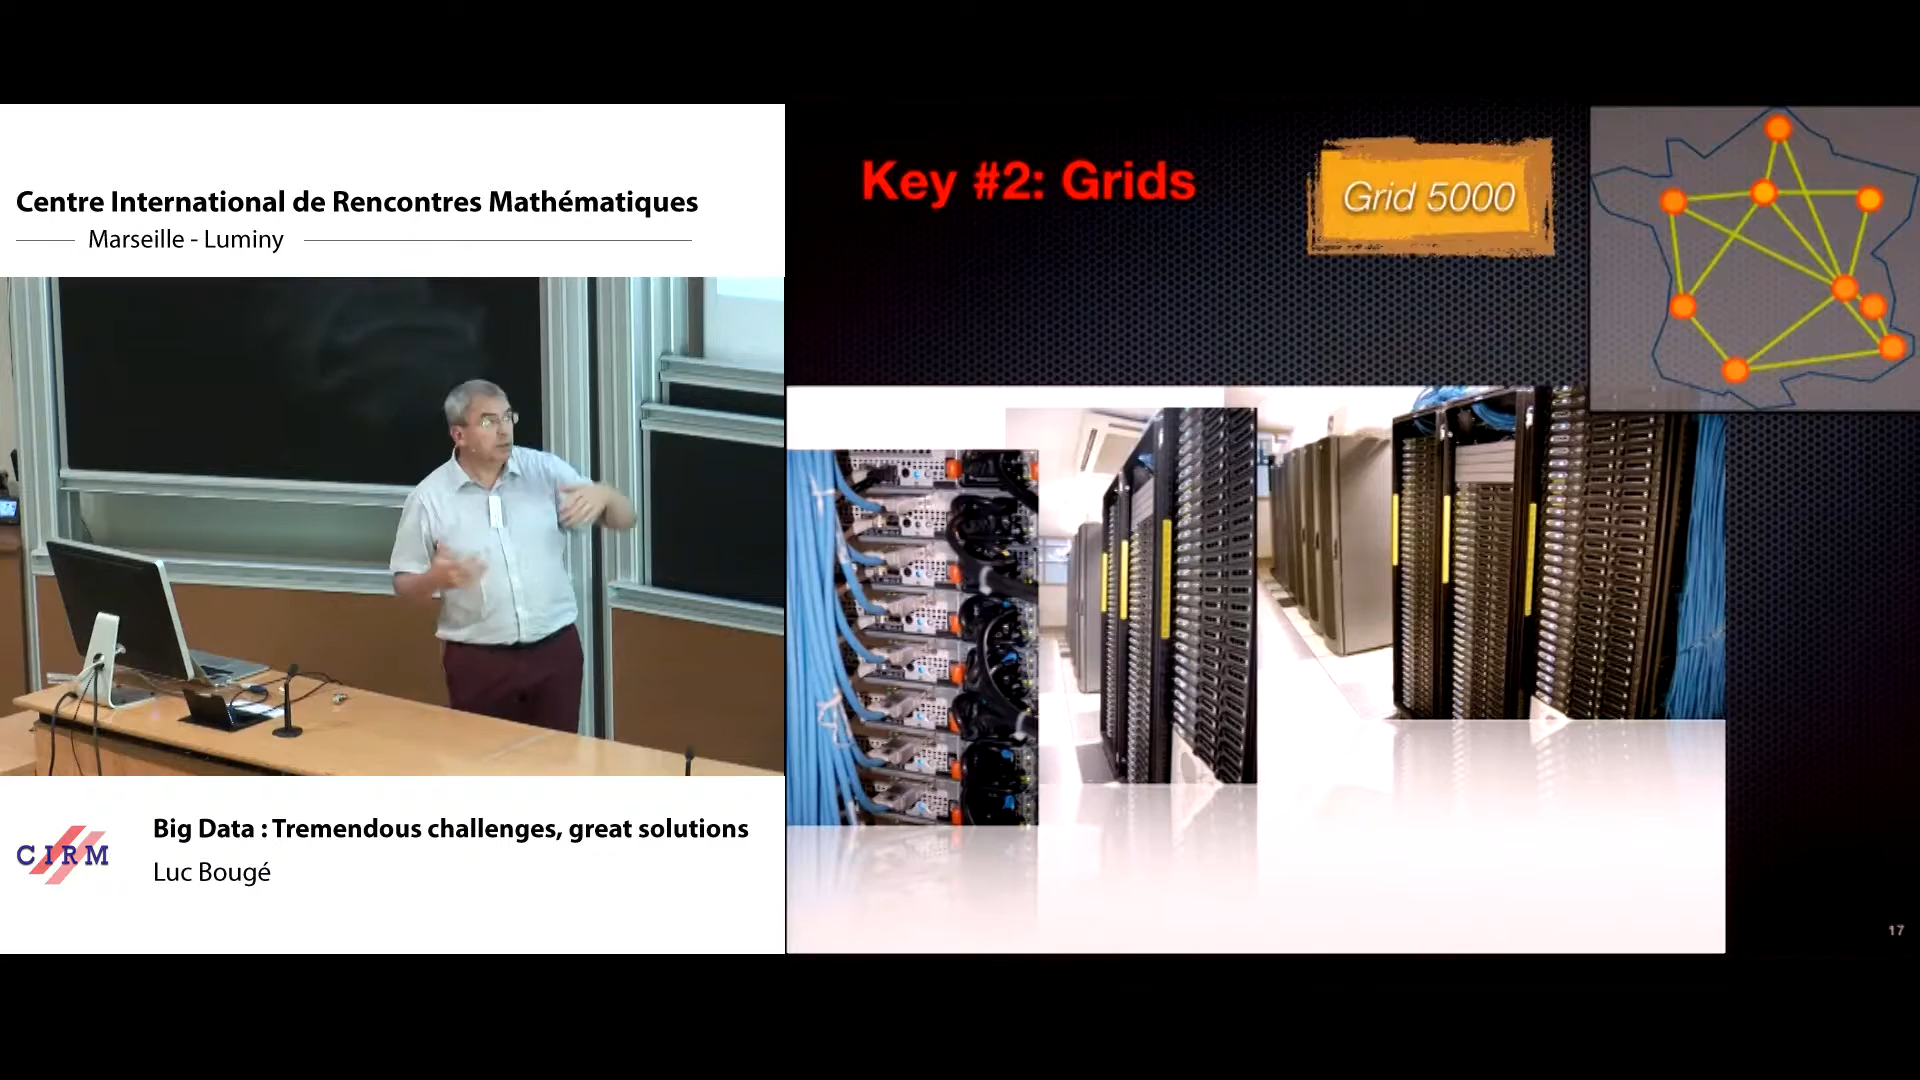 Centre International de Rencontres Mathématiques
Marseille - Luminy
Key #2: Grids
Grid 5000
CIRM
Big Data : Tremendous challenges, great solutions
Luc Bougé
17